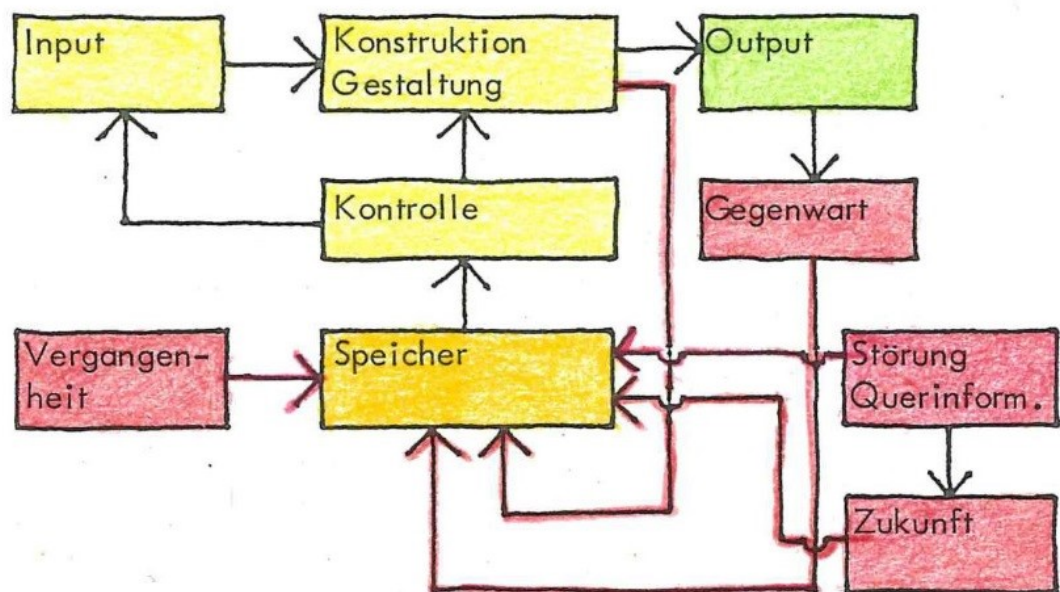 Input
Konstruktion
Gestaltung
Output
Kontrolle
Gegenwart
Vergangen-
heit
Speicher
Störung
Querinform.
Zukunft